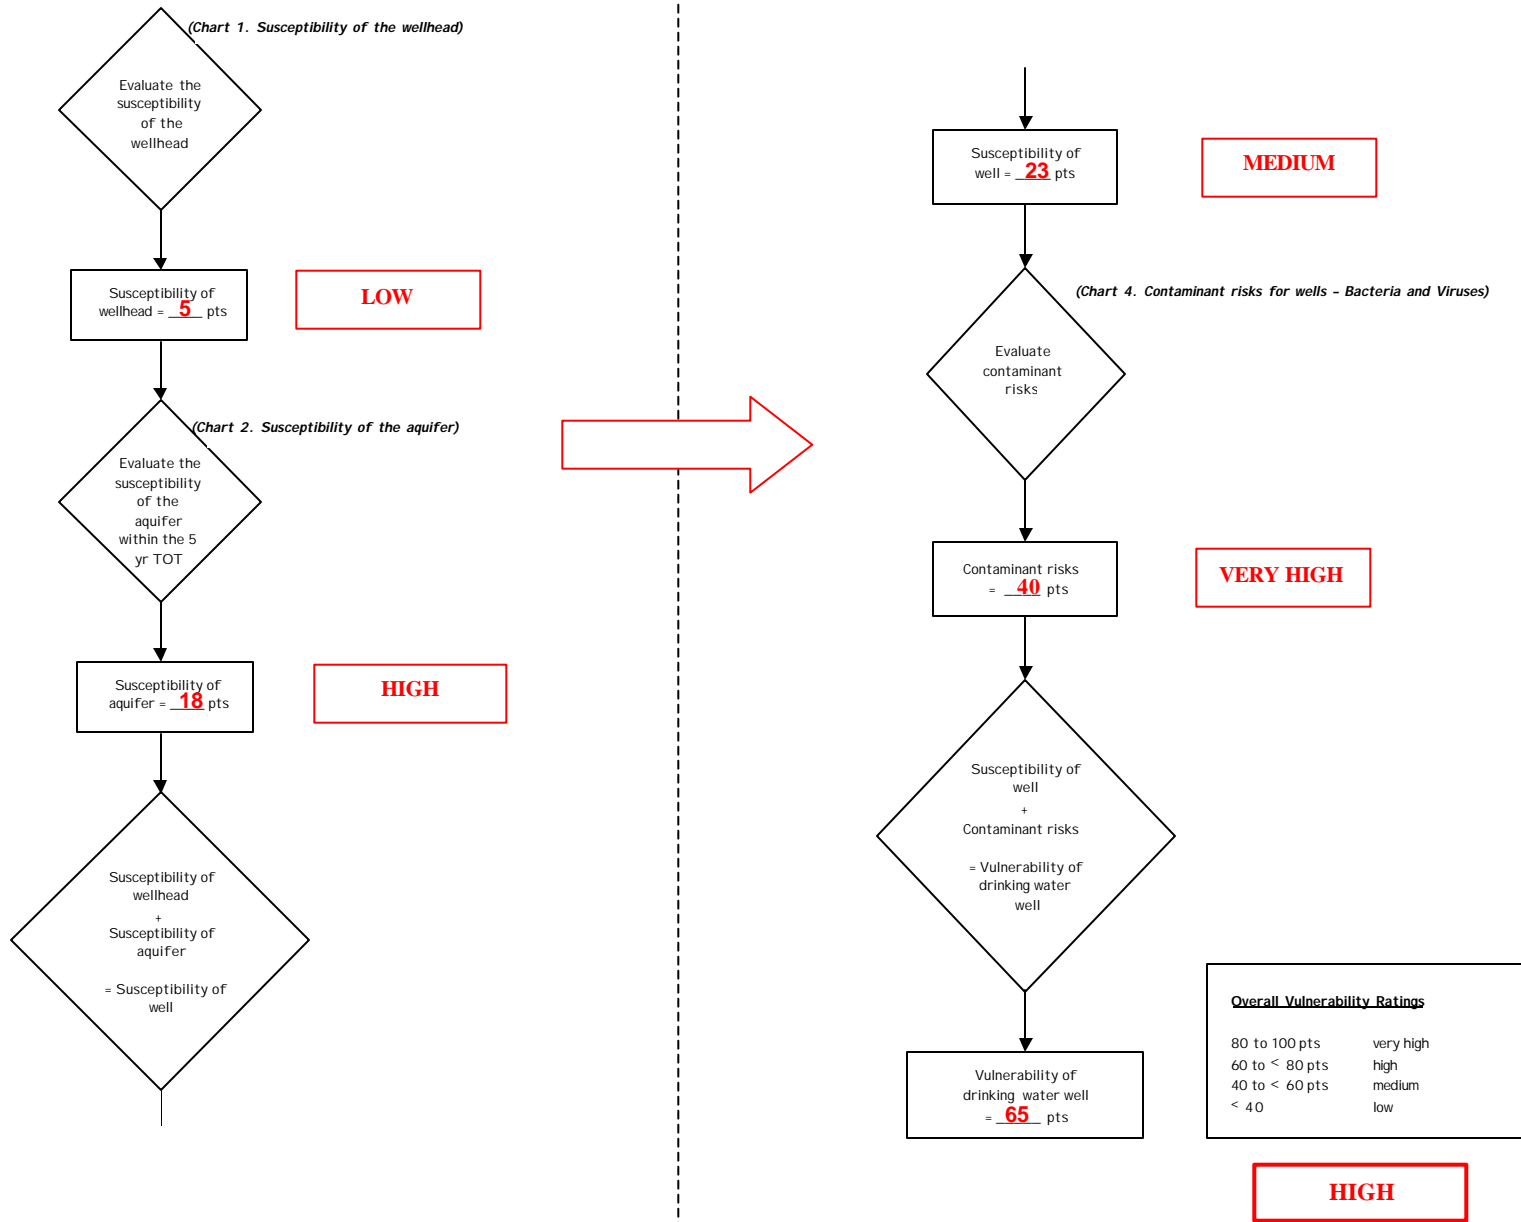 (Chart 1. Susceptibility of the wellhead)
Evaluate the
susceptibility
of the
wellhead
Susceptibility of
wellhead = 5 pts
LOW
(Chart 2. Susceptibility of the aquifer)
Evaluate the
susceptibility
of the
aquifer
within the 5
yr TOT
Susceptibility of
aquifer = 18 pts
HIGH
Susceptibility of
wellhead
+
Susceptibility of
aquifer
= Susceptibility of
well
Susceptibility of
well = 23 pts
MEDIUM
(Chart 4. Contaminant risks for wells – Bacteria and Viruses)
Evaluate
contaminant
risks
Contaminant risks
= 40 pts
VERY HIGH
Susceptibility of
well
+
Contaminant risks
= Vulnerability of
drinking water
well
Vulnerability of
drinking water well
= 65 pts
Overall Vulnerability Ratings
80 to 100 pts very high
60 to < 80 pts high
40 to < 60 pts medium
< 40 low
HIGH